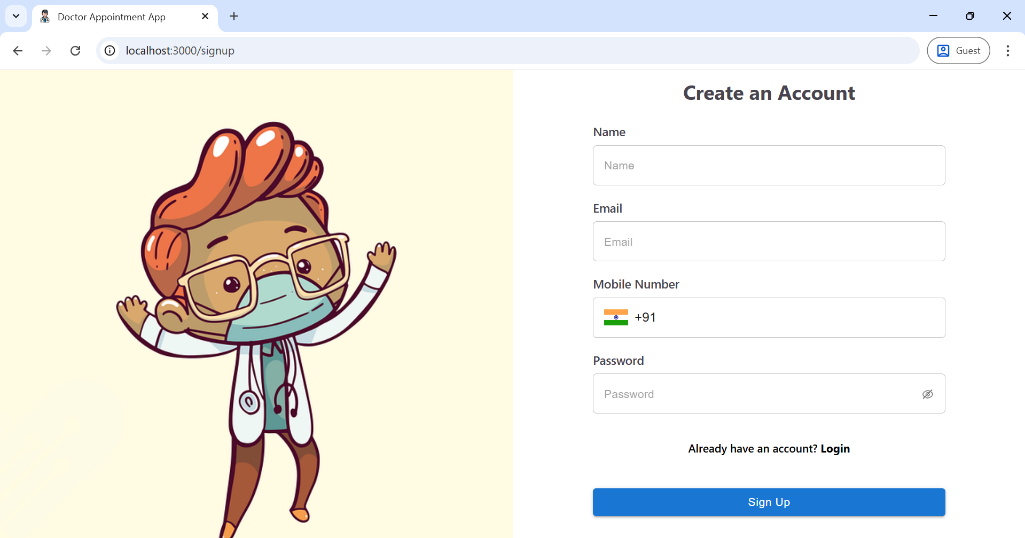 Doctor Appointment App
localhost:3000/signup
Guest
Create an Account
Name
Name
Email
Email
Mobile Number
+91
Password
Password
Already have an account? Login
Sign Up